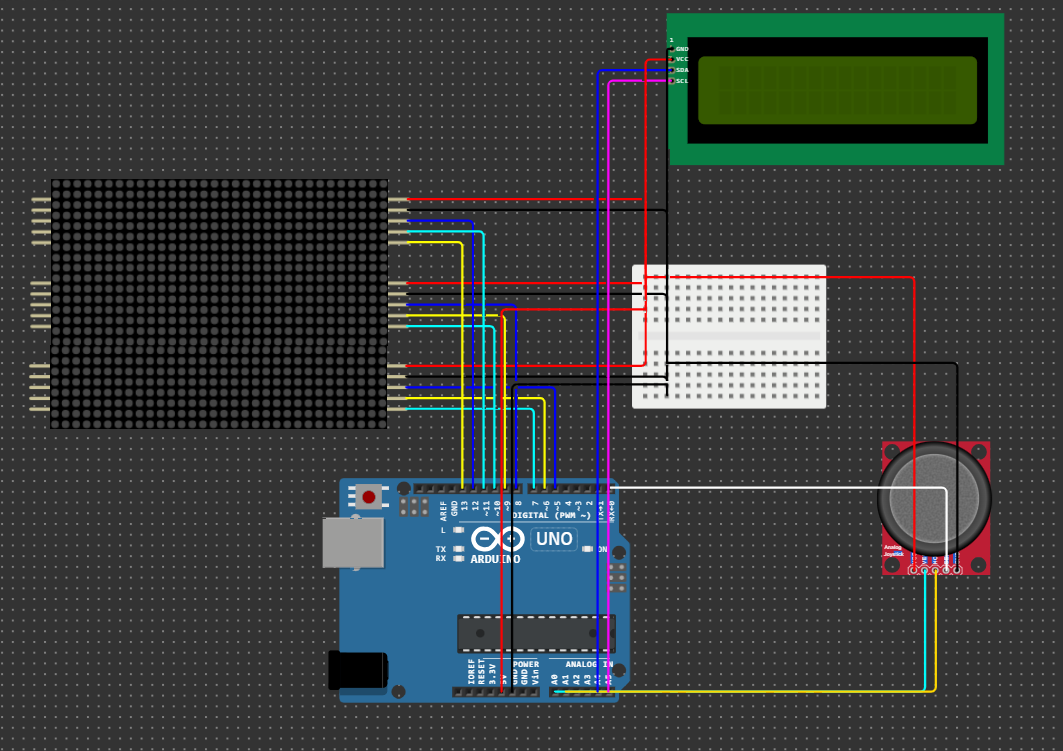 1
GND
VCC
SDA
SCL
AREF
GND
13
12
~11
~10
~9
8
7
~6
~5
4
~3
2
TX→1
RX←0
DIGITAL (PWM ~)
L
TX
RX
UNO
ON
ARDUINO
Analog
Joystick
IOREF
RESET
3.3V
5V
GND
GND
Vin
POWER
ANALOG IN
A0
A1
A2
A3